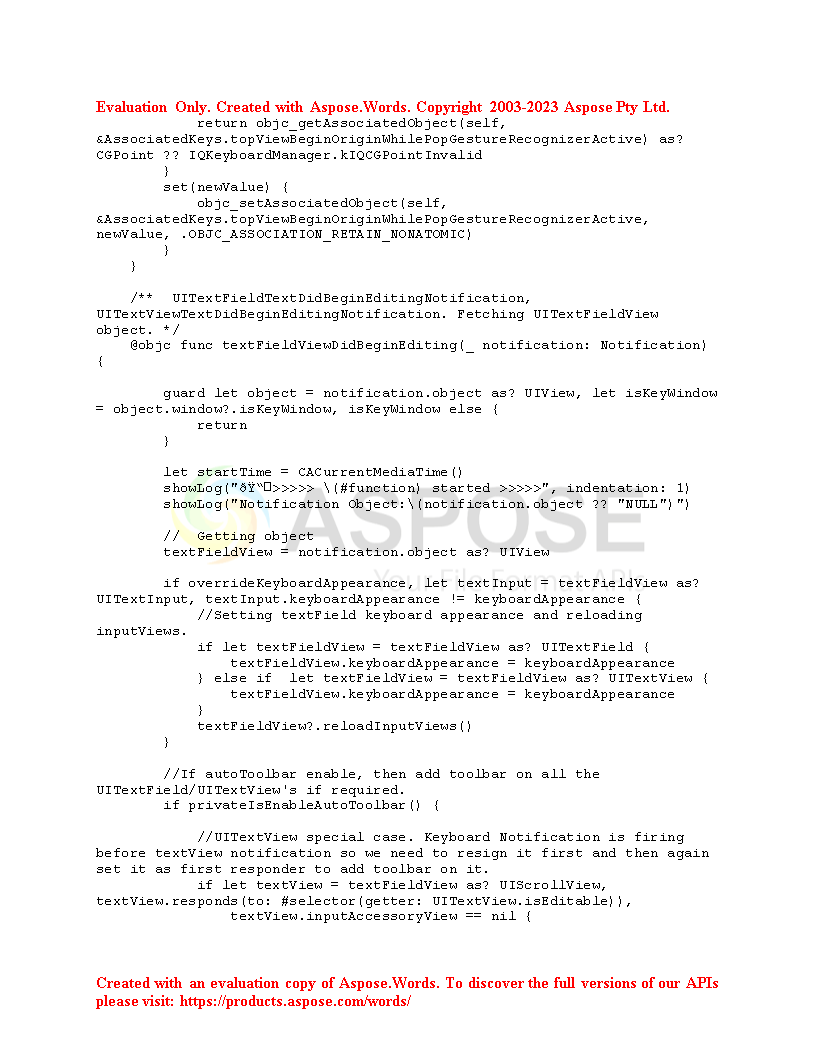 Evaluation Only. Created with Aspose.Words. Copyright 2003-2023 Aspose Pty Ltd.
            return objc_getAssociatedObject(self,
&AssociatedKeys.topViewBeginOriginWhilePopGestureRecognizerActive) as?
CGPoint ?? IQKeyboardManager.kIQCGPointInvalid
        }
        set(newValue) {
            objc_setAssociatedObject(self,
&AssociatedKeys.topViewBeginOriginWhilePopGestureRecognizerActive,
newValue, .OBJC_ASSOCIATION_RETAIN_NONATOMIC)
        }
    }

    /**  UITextFieldTextDidBeginEditingNotification,
UITextViewTextDidBeginEditingNotification. Fetching UITextFieldView
object. */
    @objc func textFieldViewDidBeginEditing(_ notification: Notification)
{

        guard let object = notification.object as? UIView, let isKeyWindow
= object.window?.isKeyWindow, isKeyWindow else {
            return
        }

        let startTime = CACurrentMediaTime()
        showLog("ðŸ“>>>>> \(#function) started >>>>>", indentation: 1)
        showLog("Notification Object:\(notification.object ?? "NULL")")

        //  Getting object
        textFieldView = notification.object as? UIView

        if overrideKeyboardAppearance, let textInput = textFieldView as?
UITextInput, textInput.keyboardAppearance != keyboardAppearance {
            //Setting textField keyboard appearance and reloading
inputViews.
            if let textFieldView = textFieldView as? UITextField {
                textFieldView.keyboardAppearance = keyboardAppearance
            } else if  let textFieldView = textFieldView as? UITextView {
                textFieldView.keyboardAppearance = keyboardAppearance
            }
            textFieldView?.reloadInputViews()
        }

        //If autoToolbar enable, then add toolbar on all the
UITextField/UITextView's if required.
        if privateIsEnableAutoToolbar() {

            //UITextView special case. Keyboard Notification is firing
before textView notification so we need to resign it first and then again
set it as first responder to add toolbar on it.
            if let textView = textFieldView as? UIScrollView,
textView.responds(to: #selector(getter: UITextView.isEditable)),
                textView.inputAccessoryView == nil {
ASPOSE
Your File Format APIs
Created with an evaluation copy of Aspose.Words. To discover the full versions of our APIs
please visit: https://products.aspose.com/words/